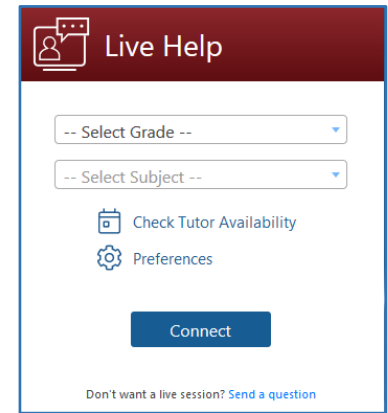 Live Help
-- Select Grade --
-- Select Subject --
Check Tutor Availability
Preferences
Connect
Don't want a live session? Send a question